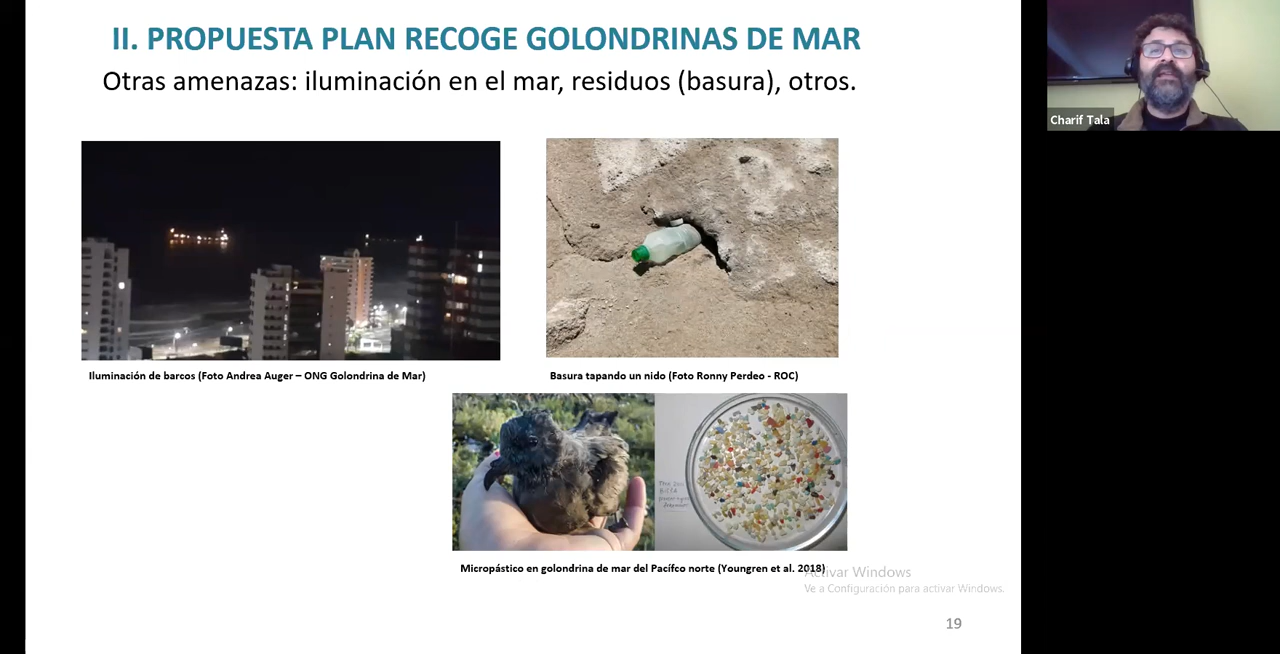 II. PROPUESTA PLAN RECOGE GOLONDRINAS DE MAR
Otras amenazas: iluminación en el mar, residuos (basura), otros.
Charif Tala
Iluminación de barcos (Foto Andrea Auger – ONG Golondrina de Mar)
Basura tapando un nido (Foto Ronny Perdeo - ROC)
Micropástico en golondrina de mar del Pacífco norte (Youngren et al. 2018)
Activar Windows
Ve a Configuración para activar Windows.
19